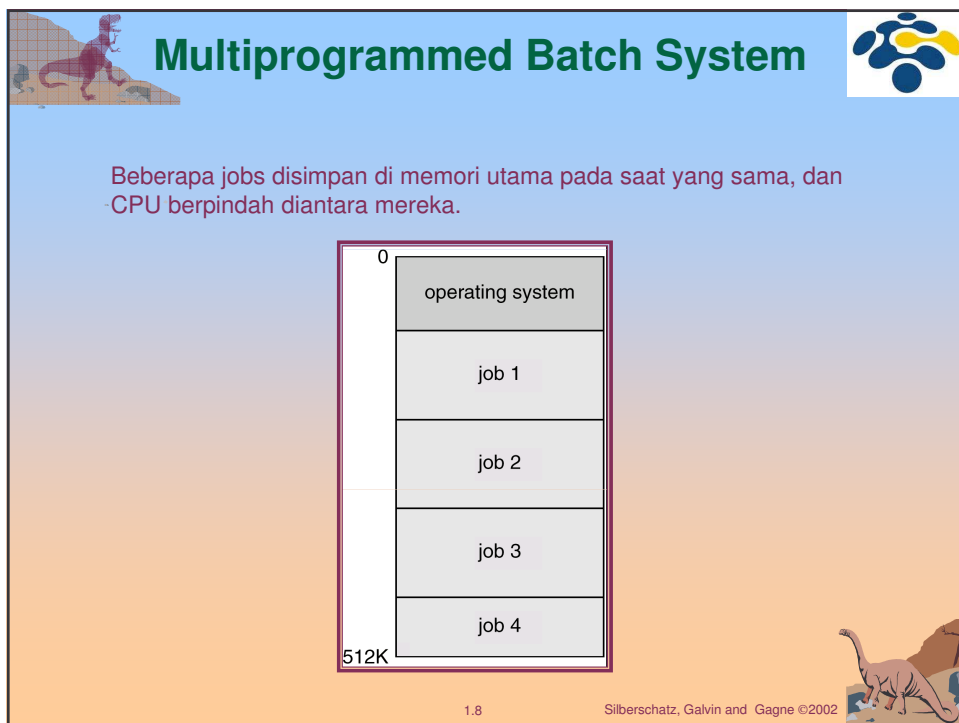 Multiprogrammed Batch System
Beberapa jobs disimpan di memori utama pada saat yang sama, dan
CPU berpindah diantara mereka.
0
operating system
job 1
job 2
job 3
job 4
512K
1.8
Silberschatz, Galvin and Gagne ©2002